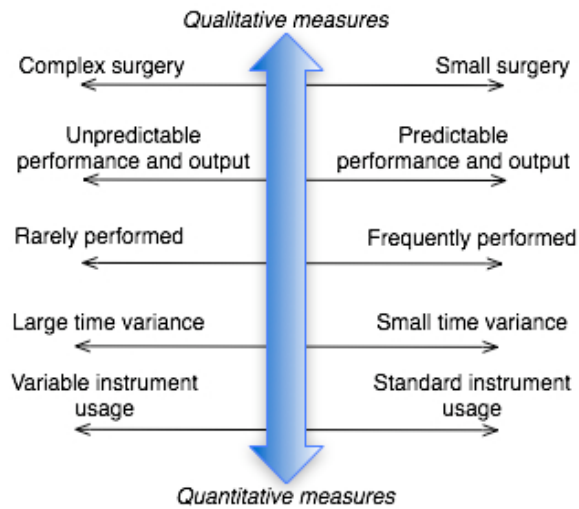 Qualitative measures
Complex surgery
Small surgery
Unpredictable
performance and output
Predictable
performance and output
Rarely performed
Frequently performed
Large time variance
Small time variance
Variable instrument
usage
Standard instrument
usage
Quantitative measures